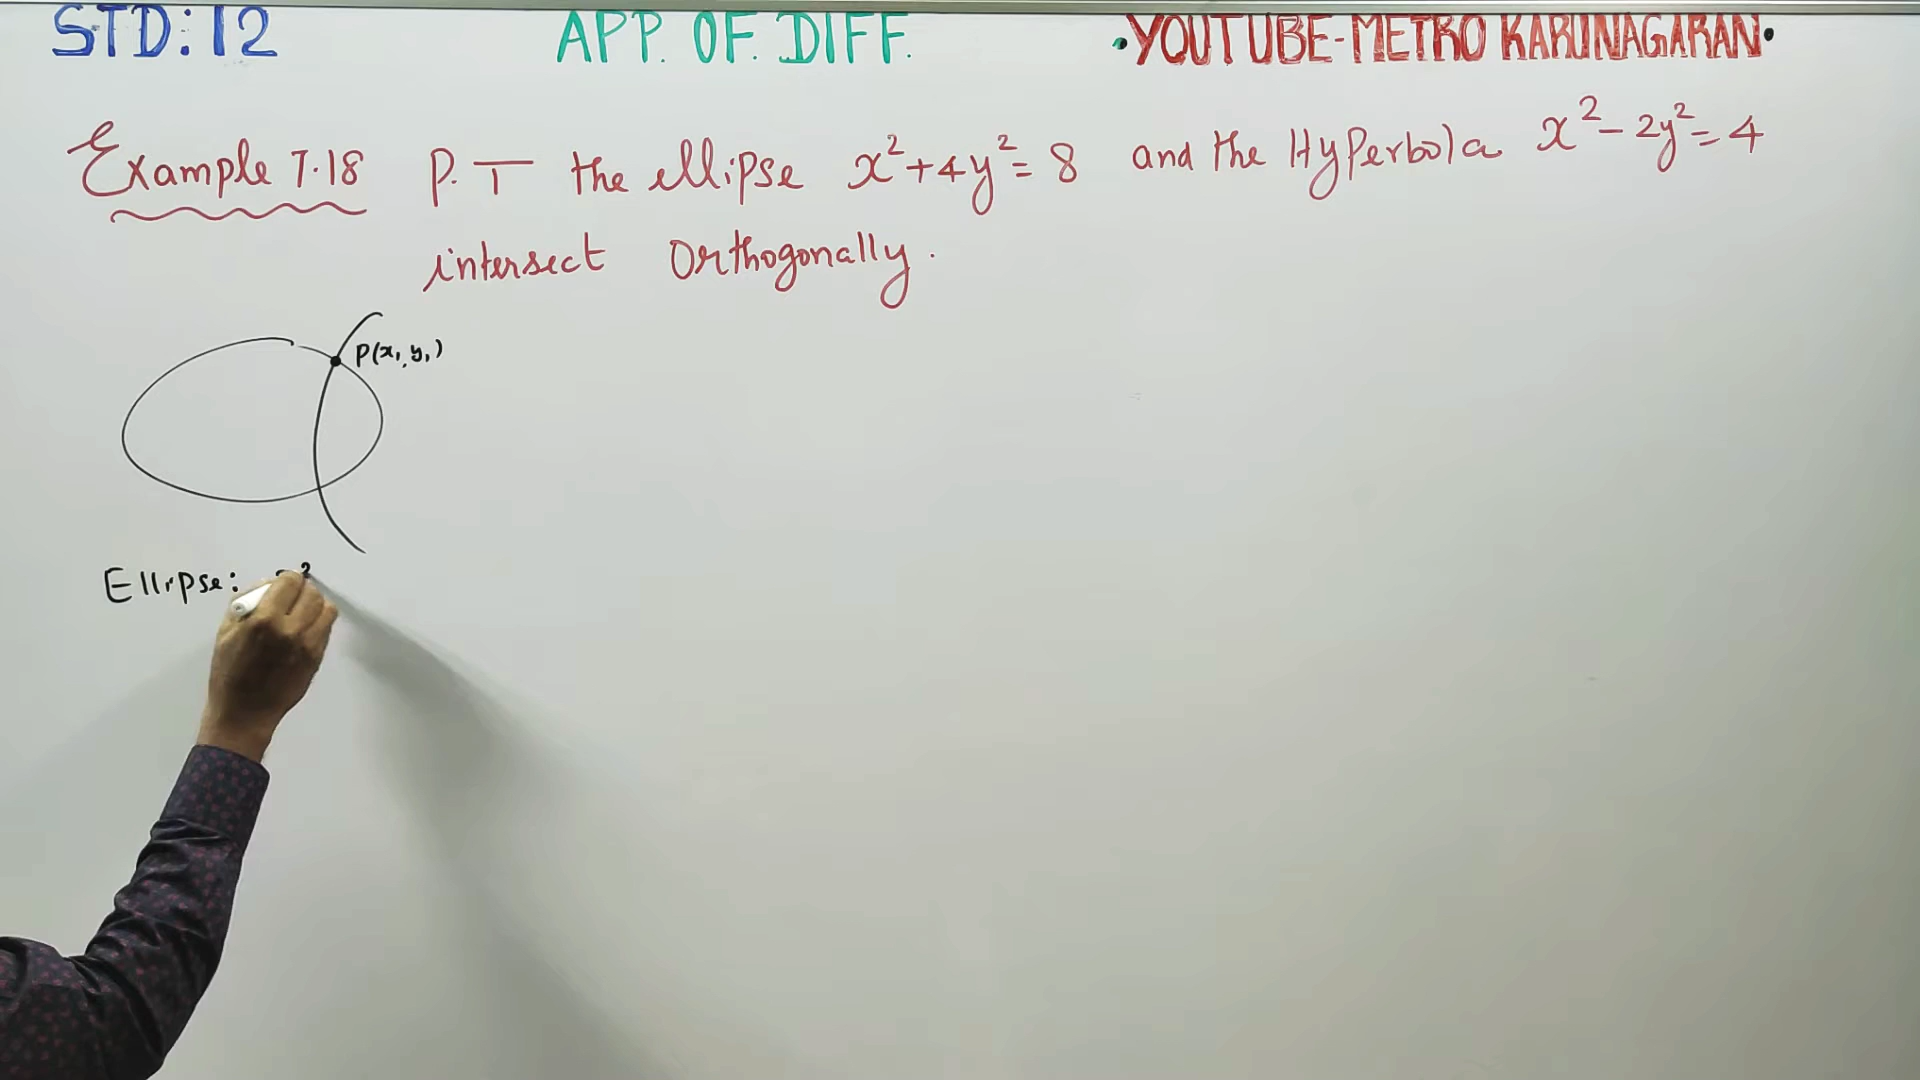 STD: 12 APP. OF. DIFF. •YOUTUBE-METRO KARUNAGARAN•
Example 7.18 P.T the ellipse x²+4y²=8 and the Hyperbola x²-2y²=4
intersect Orthogonally.
P(x₁,y₁)
Ellipse: x²